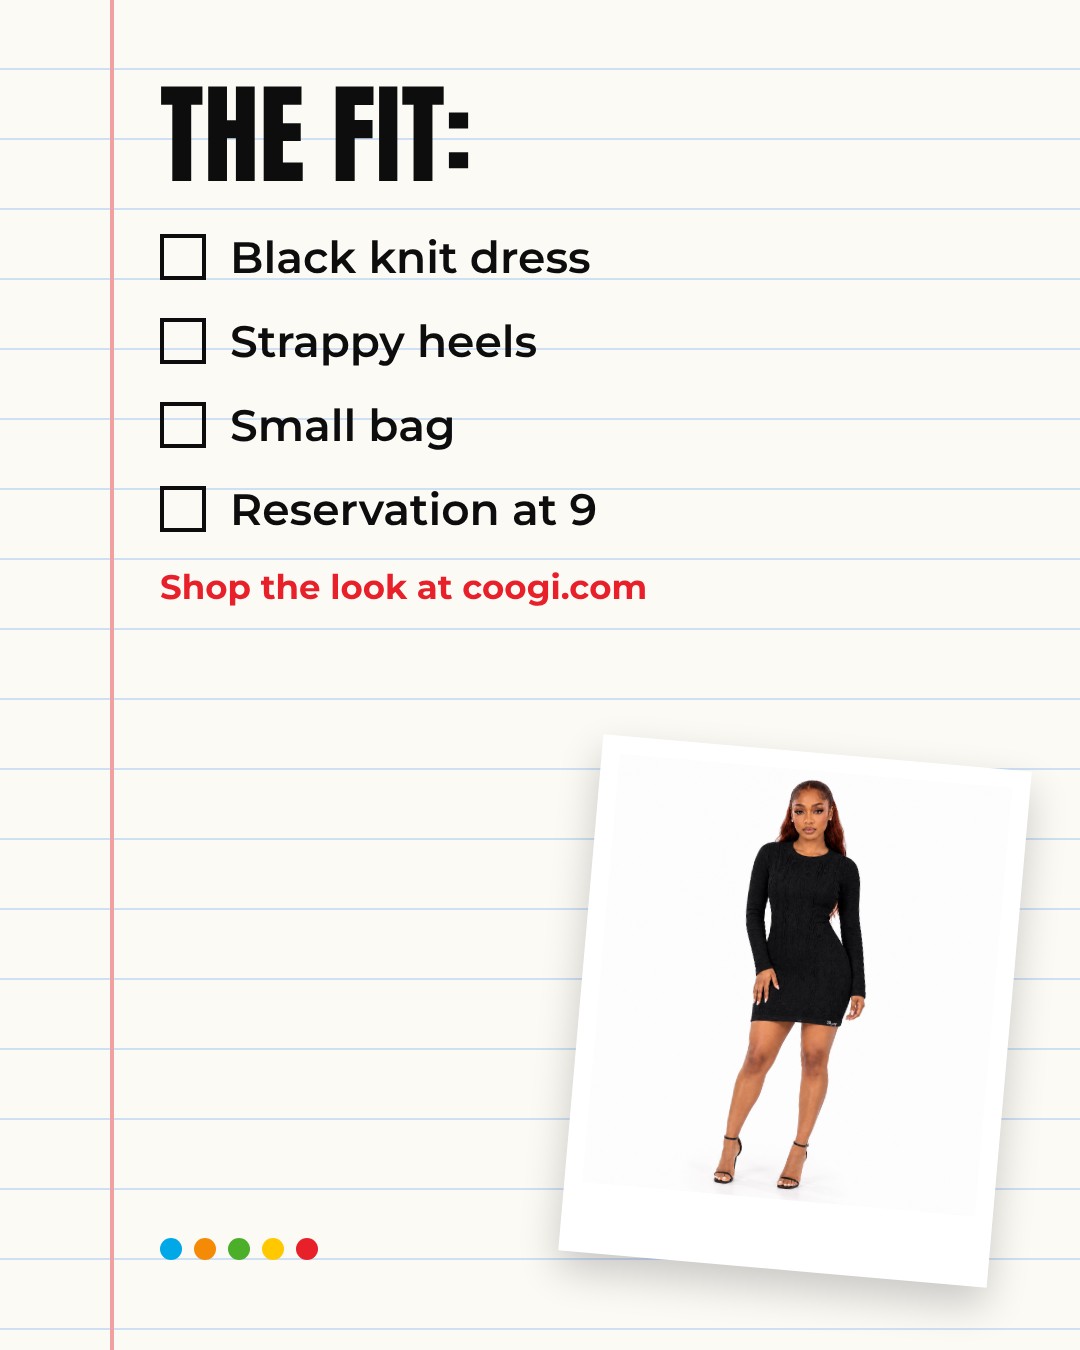 THE FIT:
Black knit dress
Strappy heels
Small bag
Reservation at 9
Shop the look at coogi.com